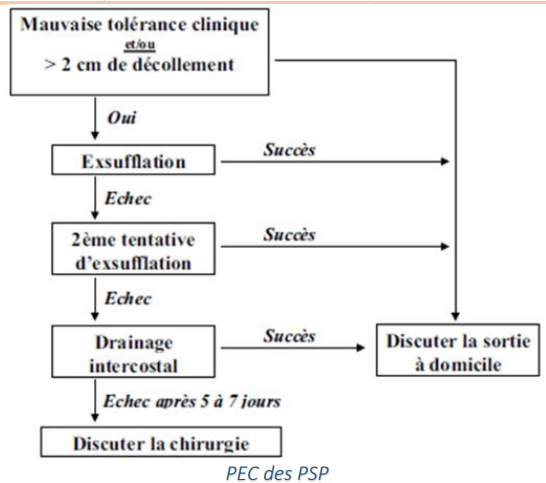 Mauvaise tolérance clinique
et/ou
> 2 cm de décollement
Oui
Exsufflation
Succès
Echec
2ème tentative
d'exsufflation
Succès
Echec
Drainage
intercostal
Succès
Discuter la sortie
à domicile
Echec après 5 à 7 jours
Discuter la chirurgie
PEC des PSP